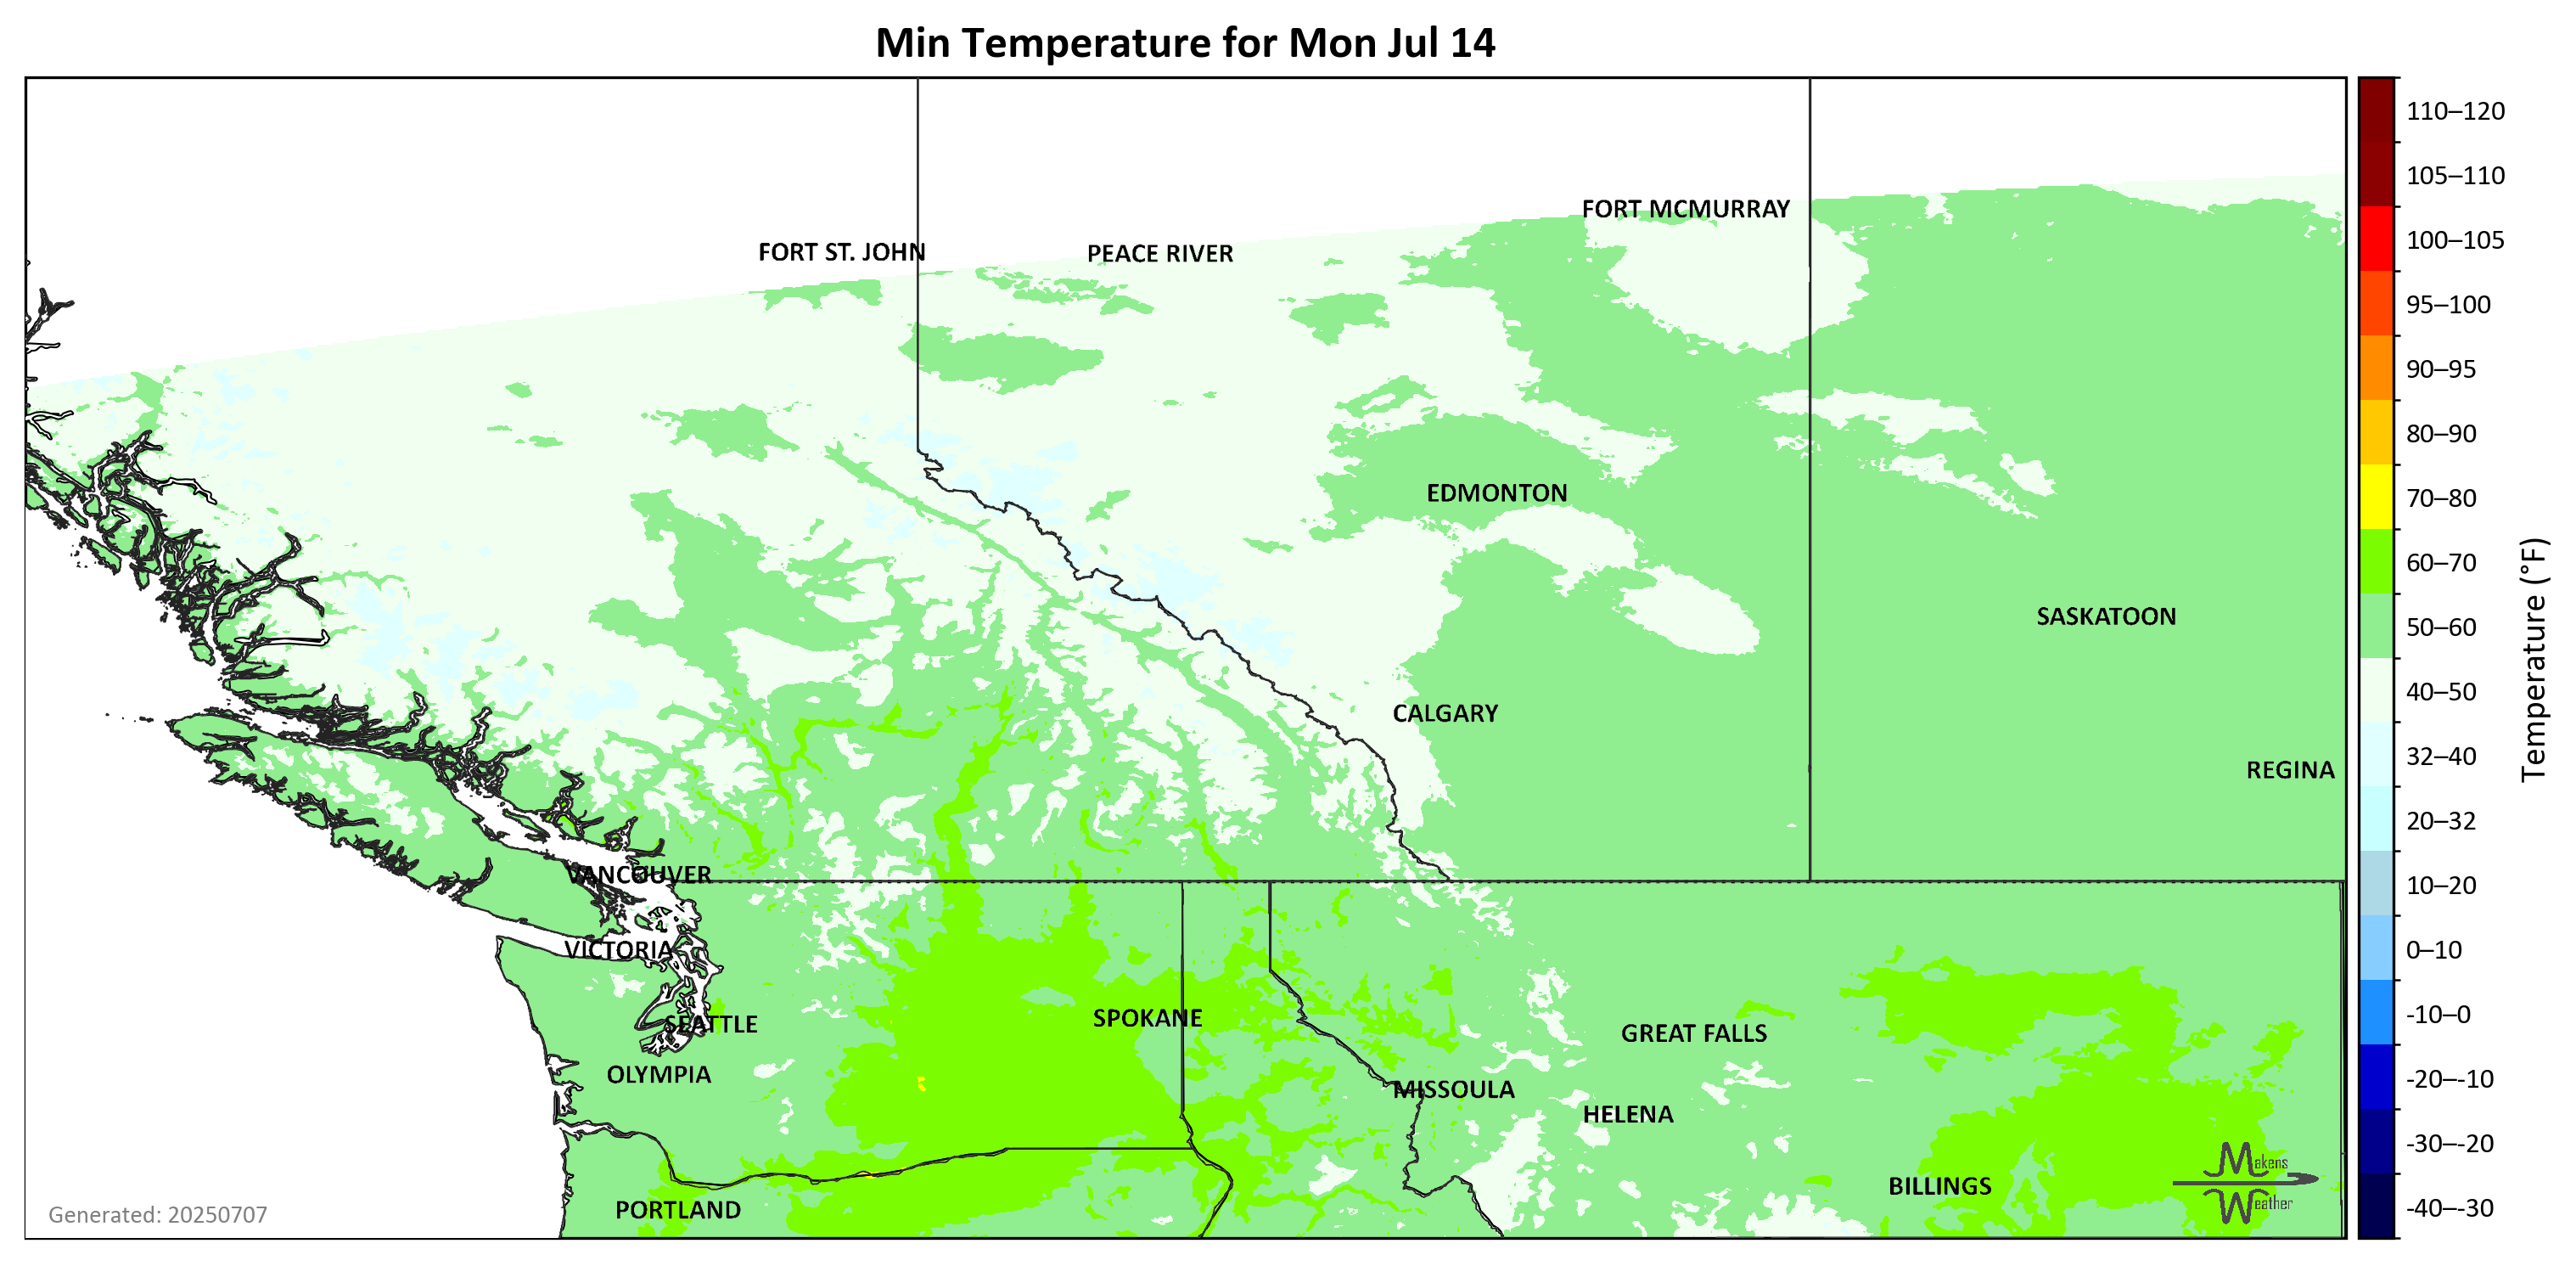 Min Temperature for Mon Jul 14
110–120
105–110
100–105
95–100
90–95
80–90
70–80
60–70
50–60
40–50
32–40
20–32
10–20
0–10
-10–0
-20–-10
-30–-20
-40–-30
Temperature (°F)
FORT MCMURRAY
FORT ST. JOHN
PEACE RIVER
EDMONTON
SASKATOON
CALGARY
REGINA
VANCOUVER
VICTORIA
SEATTLE
SPOKANE
GREAT FALLS
OLYMPIA
MISSOULA
HELENA
BILLINGS
PORTLAND
Makens
Weather
Generated: 20250707